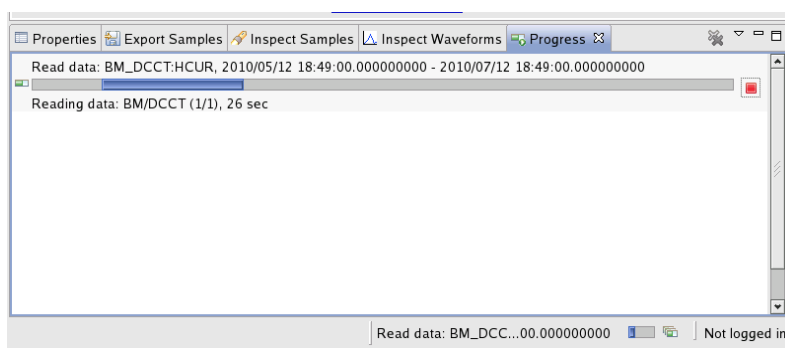 Properties Export Samples Inspect Samples Inspect Waveforms Progress
Read data: BM_DCCT:HCUR, 2010/05/12 18:49:00.000000000 - 2010/07/12 18:49:00.000000000
Reading data: BM/DCCT (1/1), 26 sec
Read data: BM_DCC...00.000000000 Not logged in